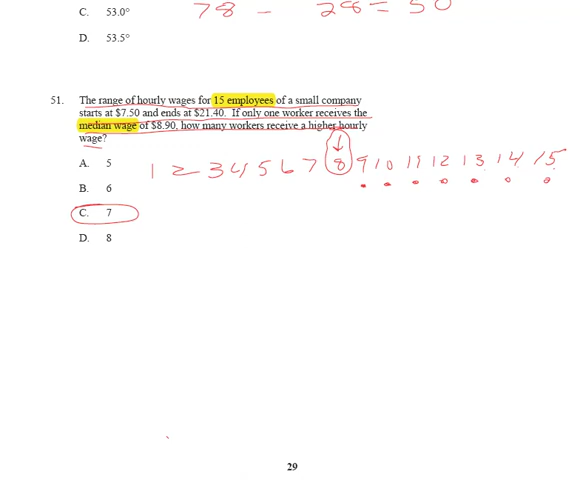 C. 53.0°
78 - 28 = 50
D. 53.5°
51. The range of hourly wages for 15 employees of a small company
starts at $7.50 and ends at $21.40. If only one worker receives the
median wage of $8.90, how many workers receive a higher hourly
wage?
A. 5
1 2 3 4 5 6 7 8 9 10 11 12 13 14 15
B. 6
C. 7
D. 8
29